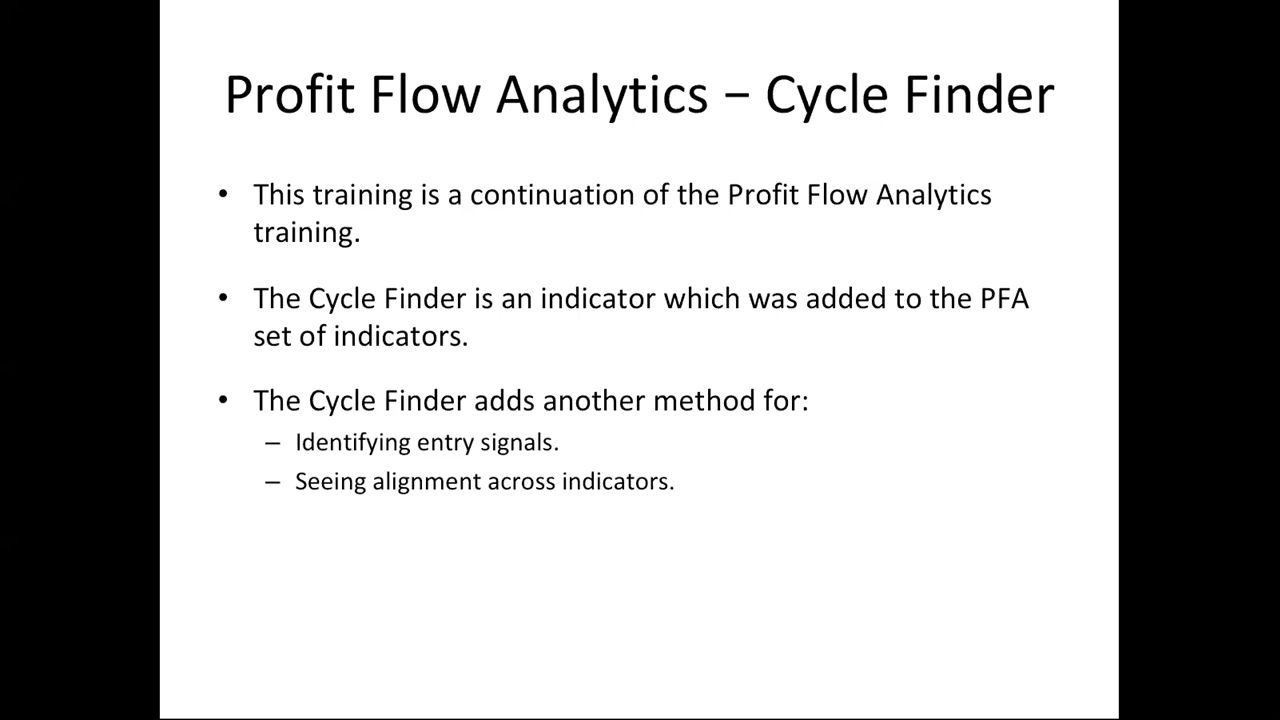 Profit Flow Analytics – Cycle Finder
• This training is a continuation of the Profit Flow Analytics
training.
• The Cycle Finder is an indicator which was added to the PFA
set of indicators.
• The Cycle Finder adds another method for:
– Identifying entry signals.
– Seeing alignment across indicators.